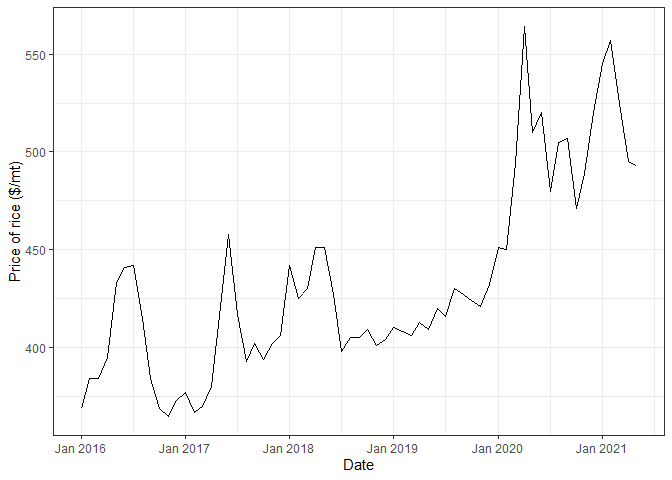 Price of rice ($/mt)
550
500
450
400
Jan 2016
Jan 2017
Jan 2018
Jan 2019
Jan 2020
Jan 2021
Date